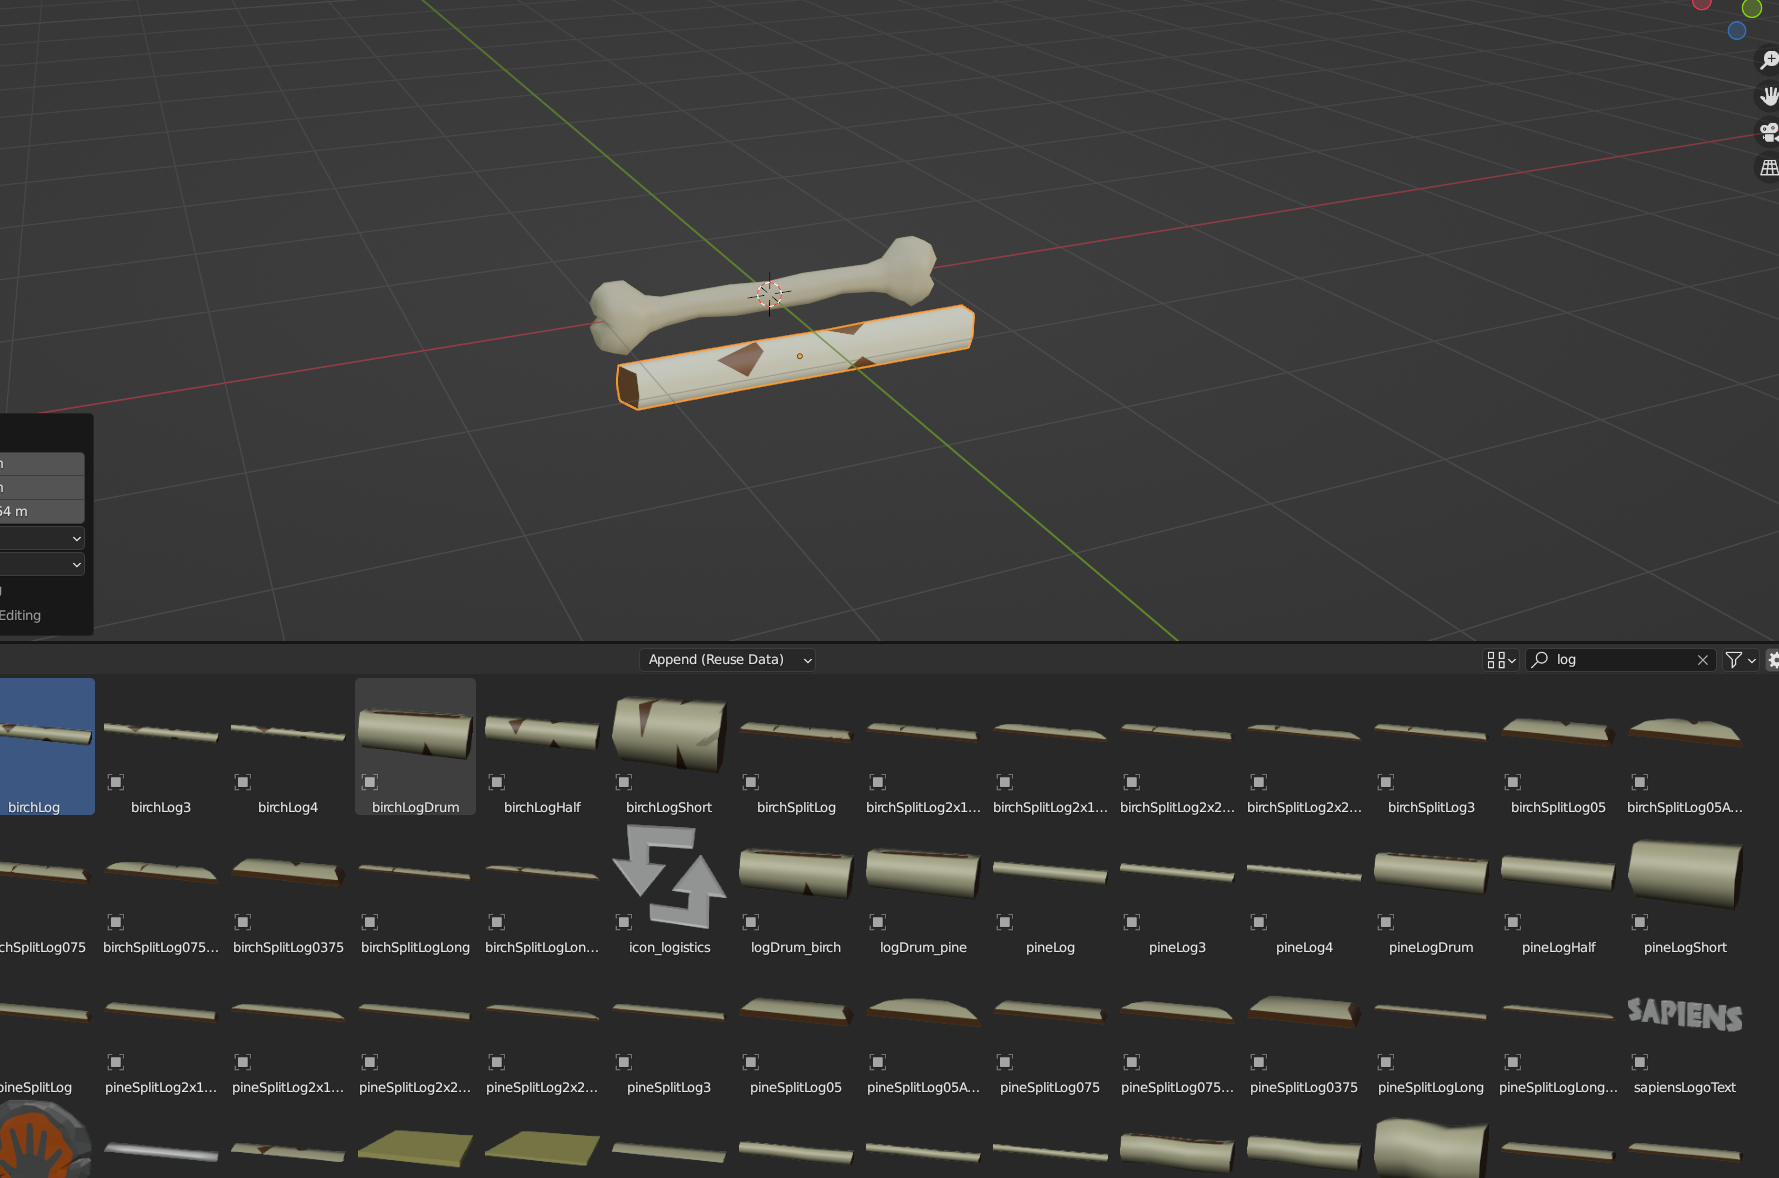 m
m
64 m
Editing
Append (Reuse Data)
log
birchLog
birchLog3
birchLog4
birchLogDrum
birchLogHalf
birchLogShort
birchSplitLog
birchSplitLog2x1...
birchSplitLog2x1...
birchSplitLog2x2...
birchSplitLog2x2...
birchSplitLog3
birchSplitLog05
birchSplitLog05A...
chSplitLog075
birchSplitLog075...
birchSplitLog0375
birchSplitLogLong
birchSplitLogLon...
icon_logistics
logDrum_birch
logDrum_pine
pineLog
pineLog3
pineLog4
pineLogDrum
pineLogHalf
pineLogShort
pineSplitLog
pineSplitLog2x1...
pineSplitLog2x1...
pineSplitLog2x2...
pineSplitLog2x2...
pineSplitLog3
pineSplitLog05
pineSplitLog05A...
pineSplitLog075
pineSplitLog075...
pineSplitLog0375
pineSplitLogLong
pineSplitLogLong...
SAPIENS
sapiensLogoText